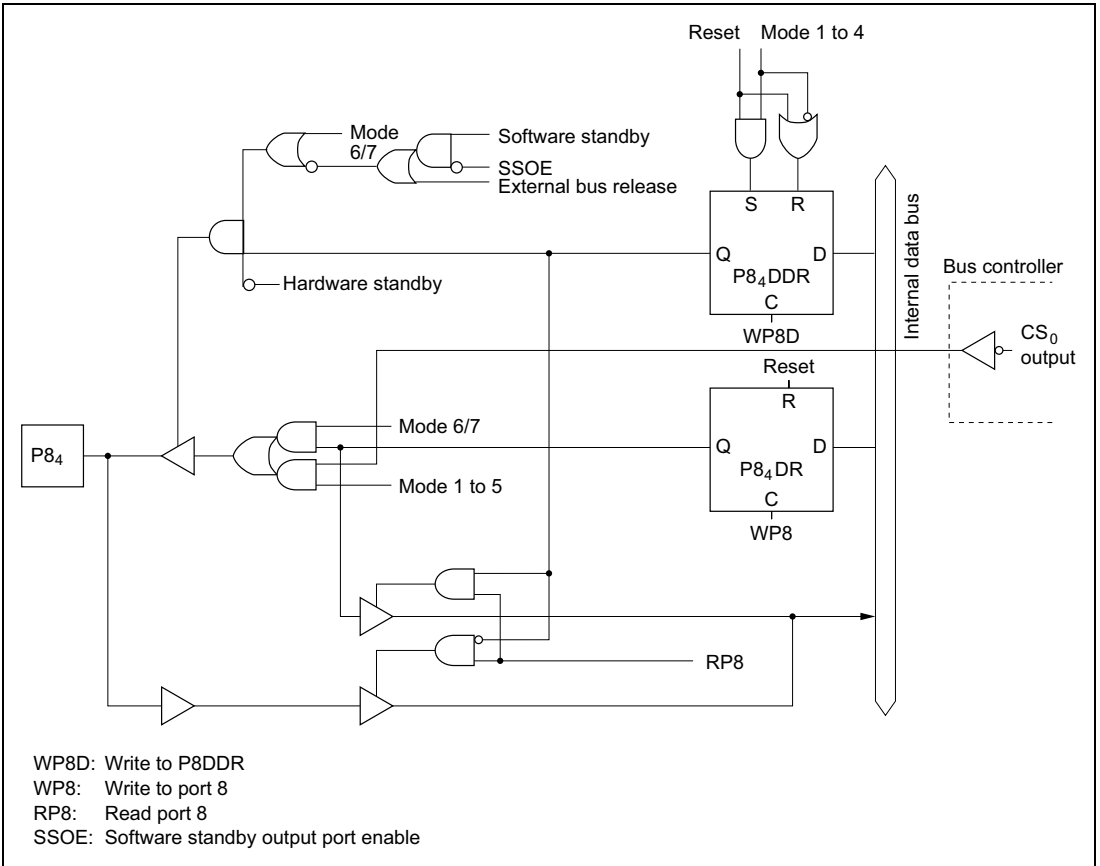 Reset Mode 1 to 4
Mode
6/7
Software standby
SSOE
External bus release
S R
Q D
P8₄DDR
C
WP8D
Hardware standby
Internal data bus
Bus controller
CS₀
output
Reset
R
Q D
P8₄DR
C
WP8
Mode 6/7
P8₄
Mode 1 to 5
RP8
WP8D: Write to P8DDR
WP8: Write to port 8
RP8: Read port 8
SSOE: Software standby output port enable